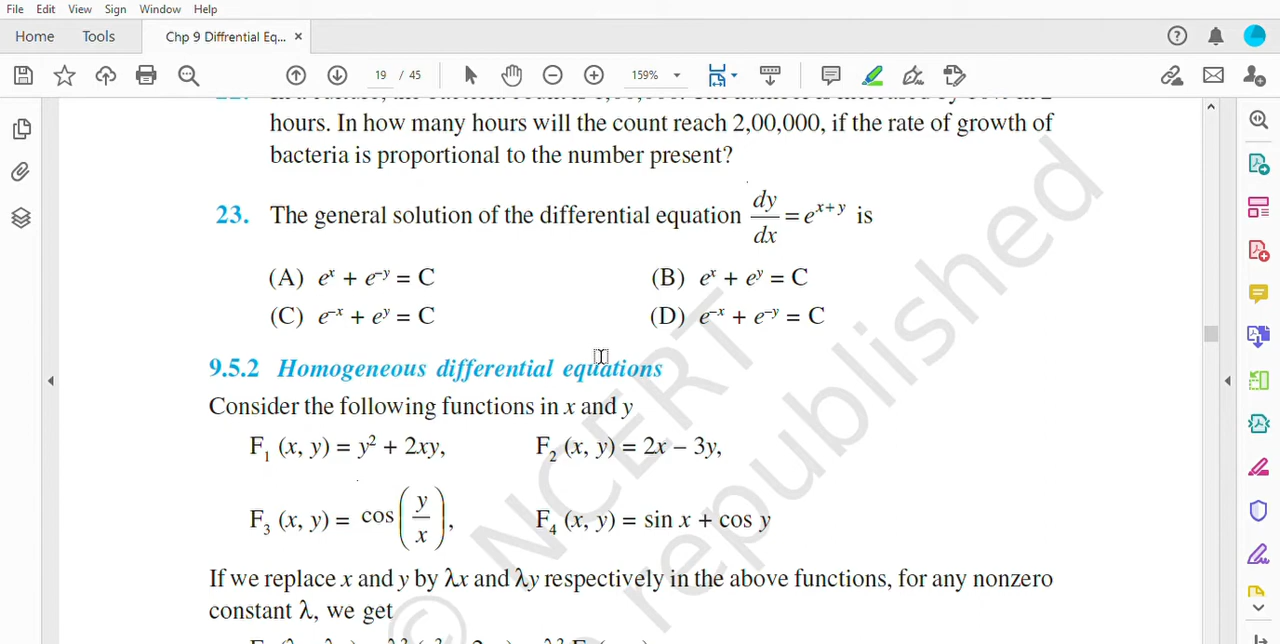 File Edit View Sign Window Help
Home Tools Chp 9 Diffrential Eq... ×
19 / 45 159%
hours. In how many hours will the count reach 2,00,000, if the rate of growth of
bacteria is proportional to the number present?
23. The general solution of the differential equation dy/dx = e^(x+y) is
(A) e^x + e^–y = C (B) e^x + e^y = C
(C) e^–x + e^y = C (D) e^–x + e^–y = C
9.5.2 Homogeneous differential equations
Consider the following functions in x and y
F₁ (x, y) = y² + 2xy, F₂ (x, y) = 2x – 3y,
F₃ (x, y) = cos(y/x), F₄ (x, y) = sin x + cos y
If we replace x and y by λx and λy respectively in the above functions, for any nonzero
constant λ, we get
© NCERT
republished